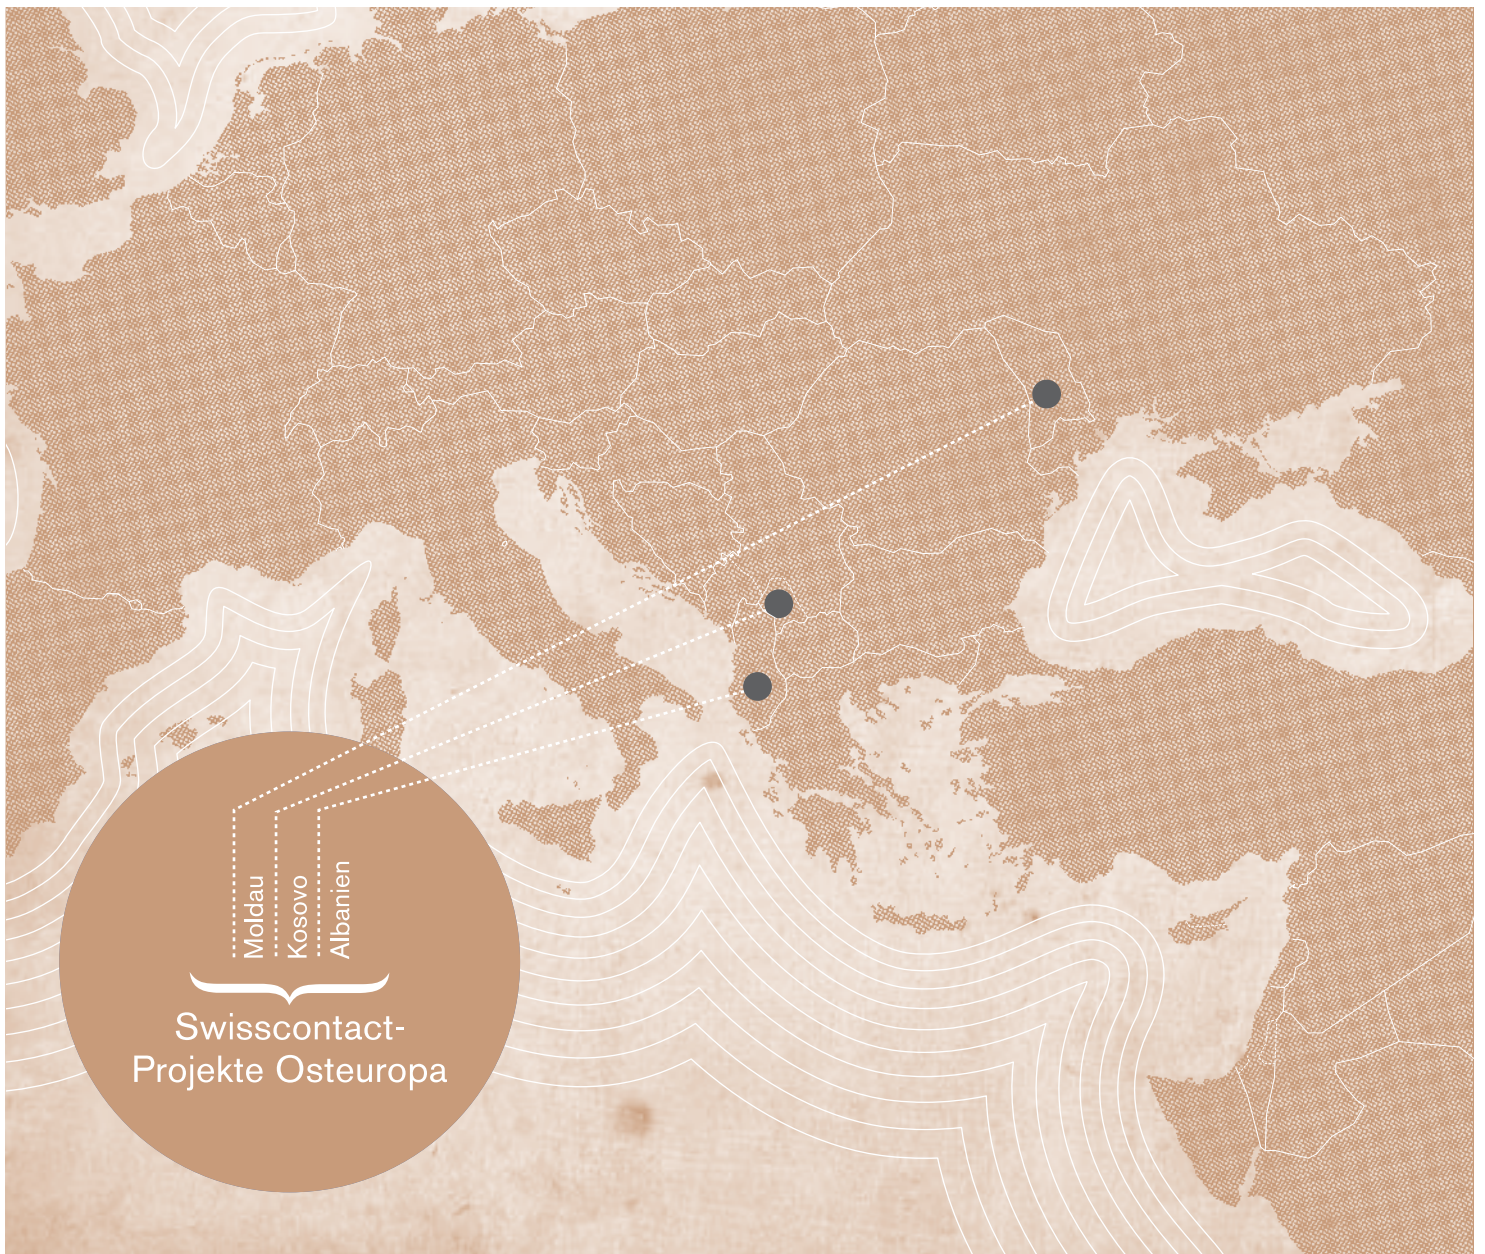 Moldau
Kosovo
Albanien
Swisscontact-
Projekte Osteuropa